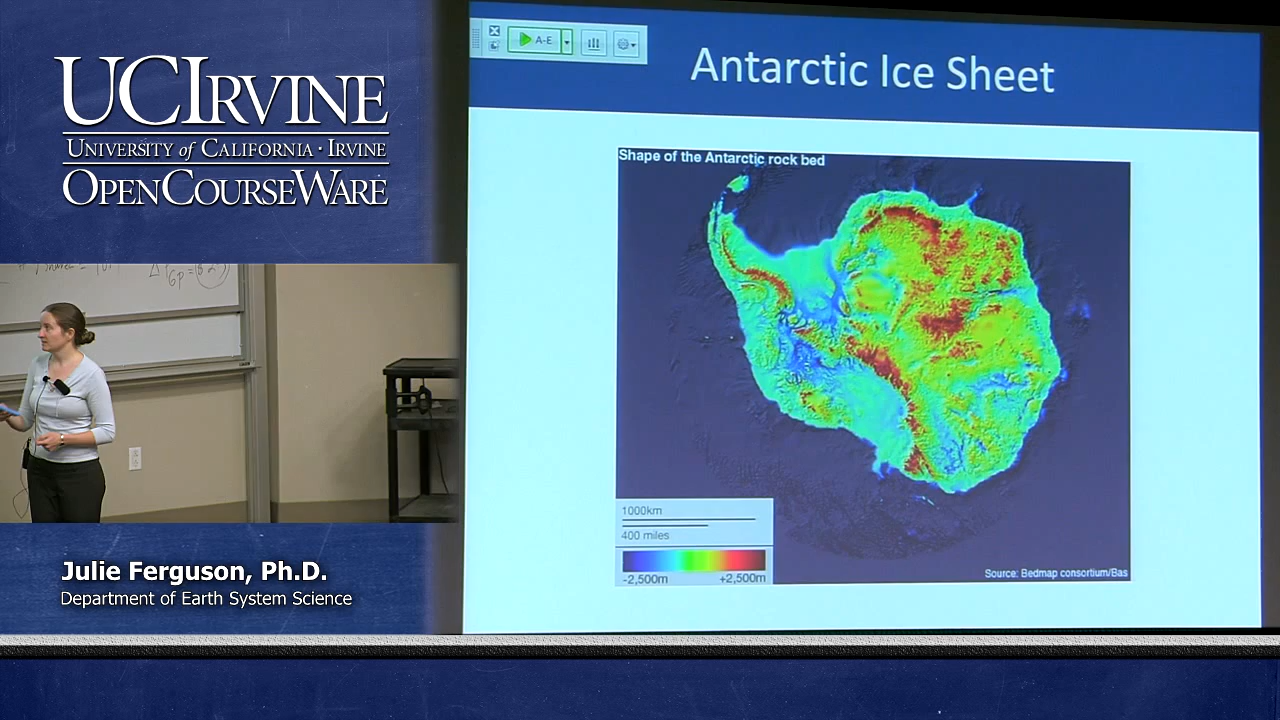 UCIRVINE
UNIVERSITY of CALIFORNIA · IRVINE
OPENCOURSEWARE
Julie Ferguson, Ph.D.
Department of Earth System Science
A-E
Antarctic Ice Sheet
Shape of the Antarctic rock bed
1000km
400 miles
-2,500m +2,500m
Source: Bedmap consortium/Bas